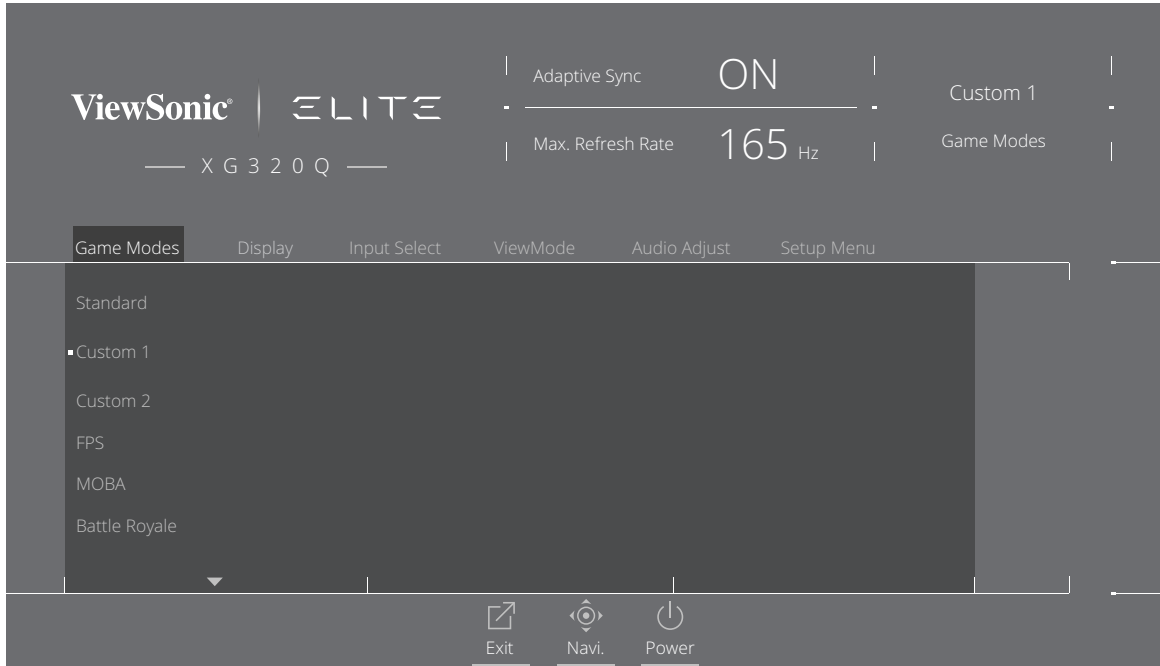 ViewSonic® | ELITE
XG320Q
Adaptive Sync ON
Max. Refresh Rate 165 Hz
Custom 1
Game Modes
Game Modes Display Input Select ViewMode Audio Adjust Setup Menu
Standard
Custom 1
Custom 2
FPS
MOBA
Battle Royale
Exit Navi. Power